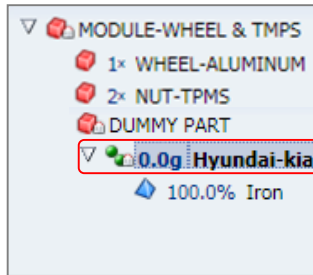 MODULE-WHEEL & TMPS
1× WHEEL-ALUMINUM
2× NUT-TPMS
DUMMY PART
0.0g Hyundai-kia
100.0% Iron